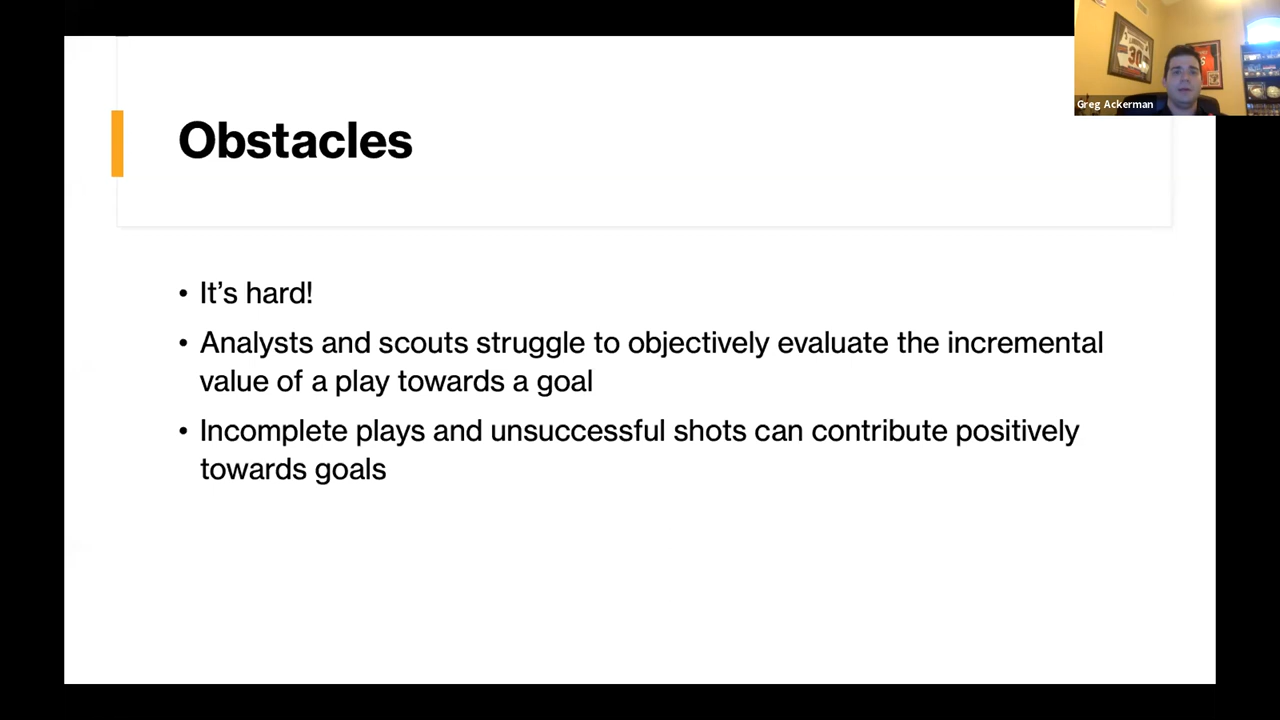 Obstacles
• It's hard!
• Analysts and scouts struggle to objectively evaluate the incremental
value of a play towards a goal
• Incomplete plays and unsuccessful shots can contribute positively
towards goals
Greg Ackerman
30